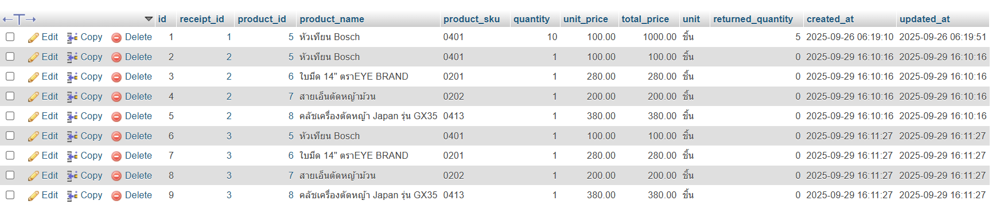 ←T→ id receipt_id product_id product_name product_sku quantity unit_price total_price unit returned_quantity created_at updated_at
Edit Copy Delete 1 1 5 หัวเทียน Bosch 0401 10 100.00 1000.00 ชิ้น 5 2025-09-26 06:19:10 2025-09-26 06:19:51
Edit Copy Delete 2 2 5 หัวเทียน Bosch 0401 1 100.00 100.00 ชิ้น 0 2025-09-29 16:10:16 2025-09-29 16:10:16
Edit Copy Delete 3 2 6 ใบมีด 14" ตราEYE BRAND 0201 1 280.00 280.00 ชิ้น 0 2025-09-29 16:10:16 2025-09-29 16:10:16
Edit Copy Delete 4 2 7 สายเอ็นตัดหญ้าม้วน 0202 1 200.00 200.00 ชิ้น 0 2025-09-29 16:10:16 2025-09-29 16:10:16
Edit Copy Delete 5 2 8 คลัชเครื่องตัดหญ้า Japan รุ่น GX35 0413 1 380.00 380.00 ชิ้น 0 2025-09-29 16:10:16 2025-09-29 16:10:16
Edit Copy Delete 6 3 5 หัวเทียน Bosch 0401 1 100.00 100.00 ชิ้น 0 2025-09-29 16:11:27 2025-09-29 16:11:27
Edit Copy Delete 7 3 6 ใบมีด 14" ตราEYE BRAND 0201 1 280.00 280.00 ชิ้น 0 2025-09-29 16:11:27 2025-09-29 16:11:27
Edit Copy Delete 8 3 7 สายเอ็นตัดหญ้าม้วน 0202 1 200.00 200.00 ชิ้น 0 2025-09-29 16:11:27 2025-09-29 16:11:27
Edit Copy Delete 9 3 8 คลัชเครื่องตัดหญ้า Japan รุ่น GX35 0413 1 380.00 380.00 ชิ้น 0 2025-09-29 16:11:27 2025-09-29 16:11:27